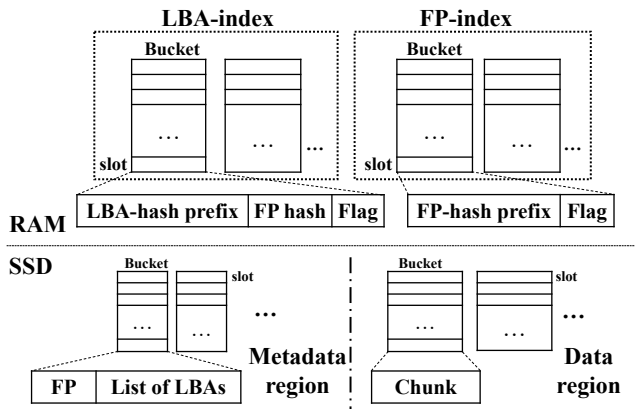 LBA-index
FP-index
Bucket
Bucket
...
...
...
...
...
...
slot
slot
LBA-hash prefix
FP hash
Flag
FP-hash prefix
Flag
RAM
SSD
Bucket
slot
Bucket
slot
...
...
...
...
...
...
Metadata
region
Data
region
FP
List of LBAs
Chunk